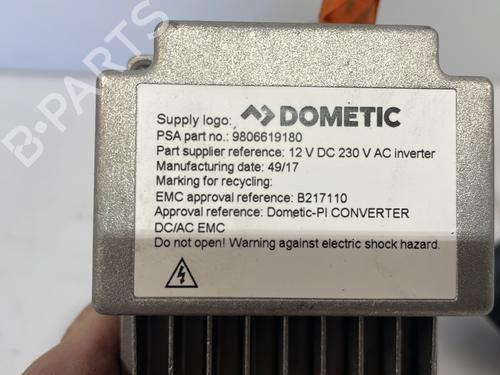 Supply logo: DOMETIC
PSA part no.: 9806619180
Part supplier reference: 12 V DC 230 V AC inverter
Manufacturing date: 49/17
Marking for recycling:
EMC approval reference: B217110
Approval reference: Dometic-PI CONVERTER
DC/AC EMC
Do not open! Warning against electric shock hazard.
B-PARTS